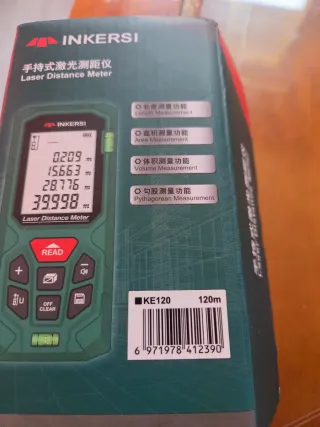 INKERSI
手持式激光测距仪
Laser Distance Meter
长度测量功能
Length Measurement
面积测量功能
Area Measurement
体积测量功能
Volume Measurement
勾股测量功能
Pythagorean Measurement
INKERSI
0.209 m
15.663 m
28.776 m
39.998 m
Laser Distance Meter
READ
OFF
CLEAR
KE120 120m
6 971978 412390